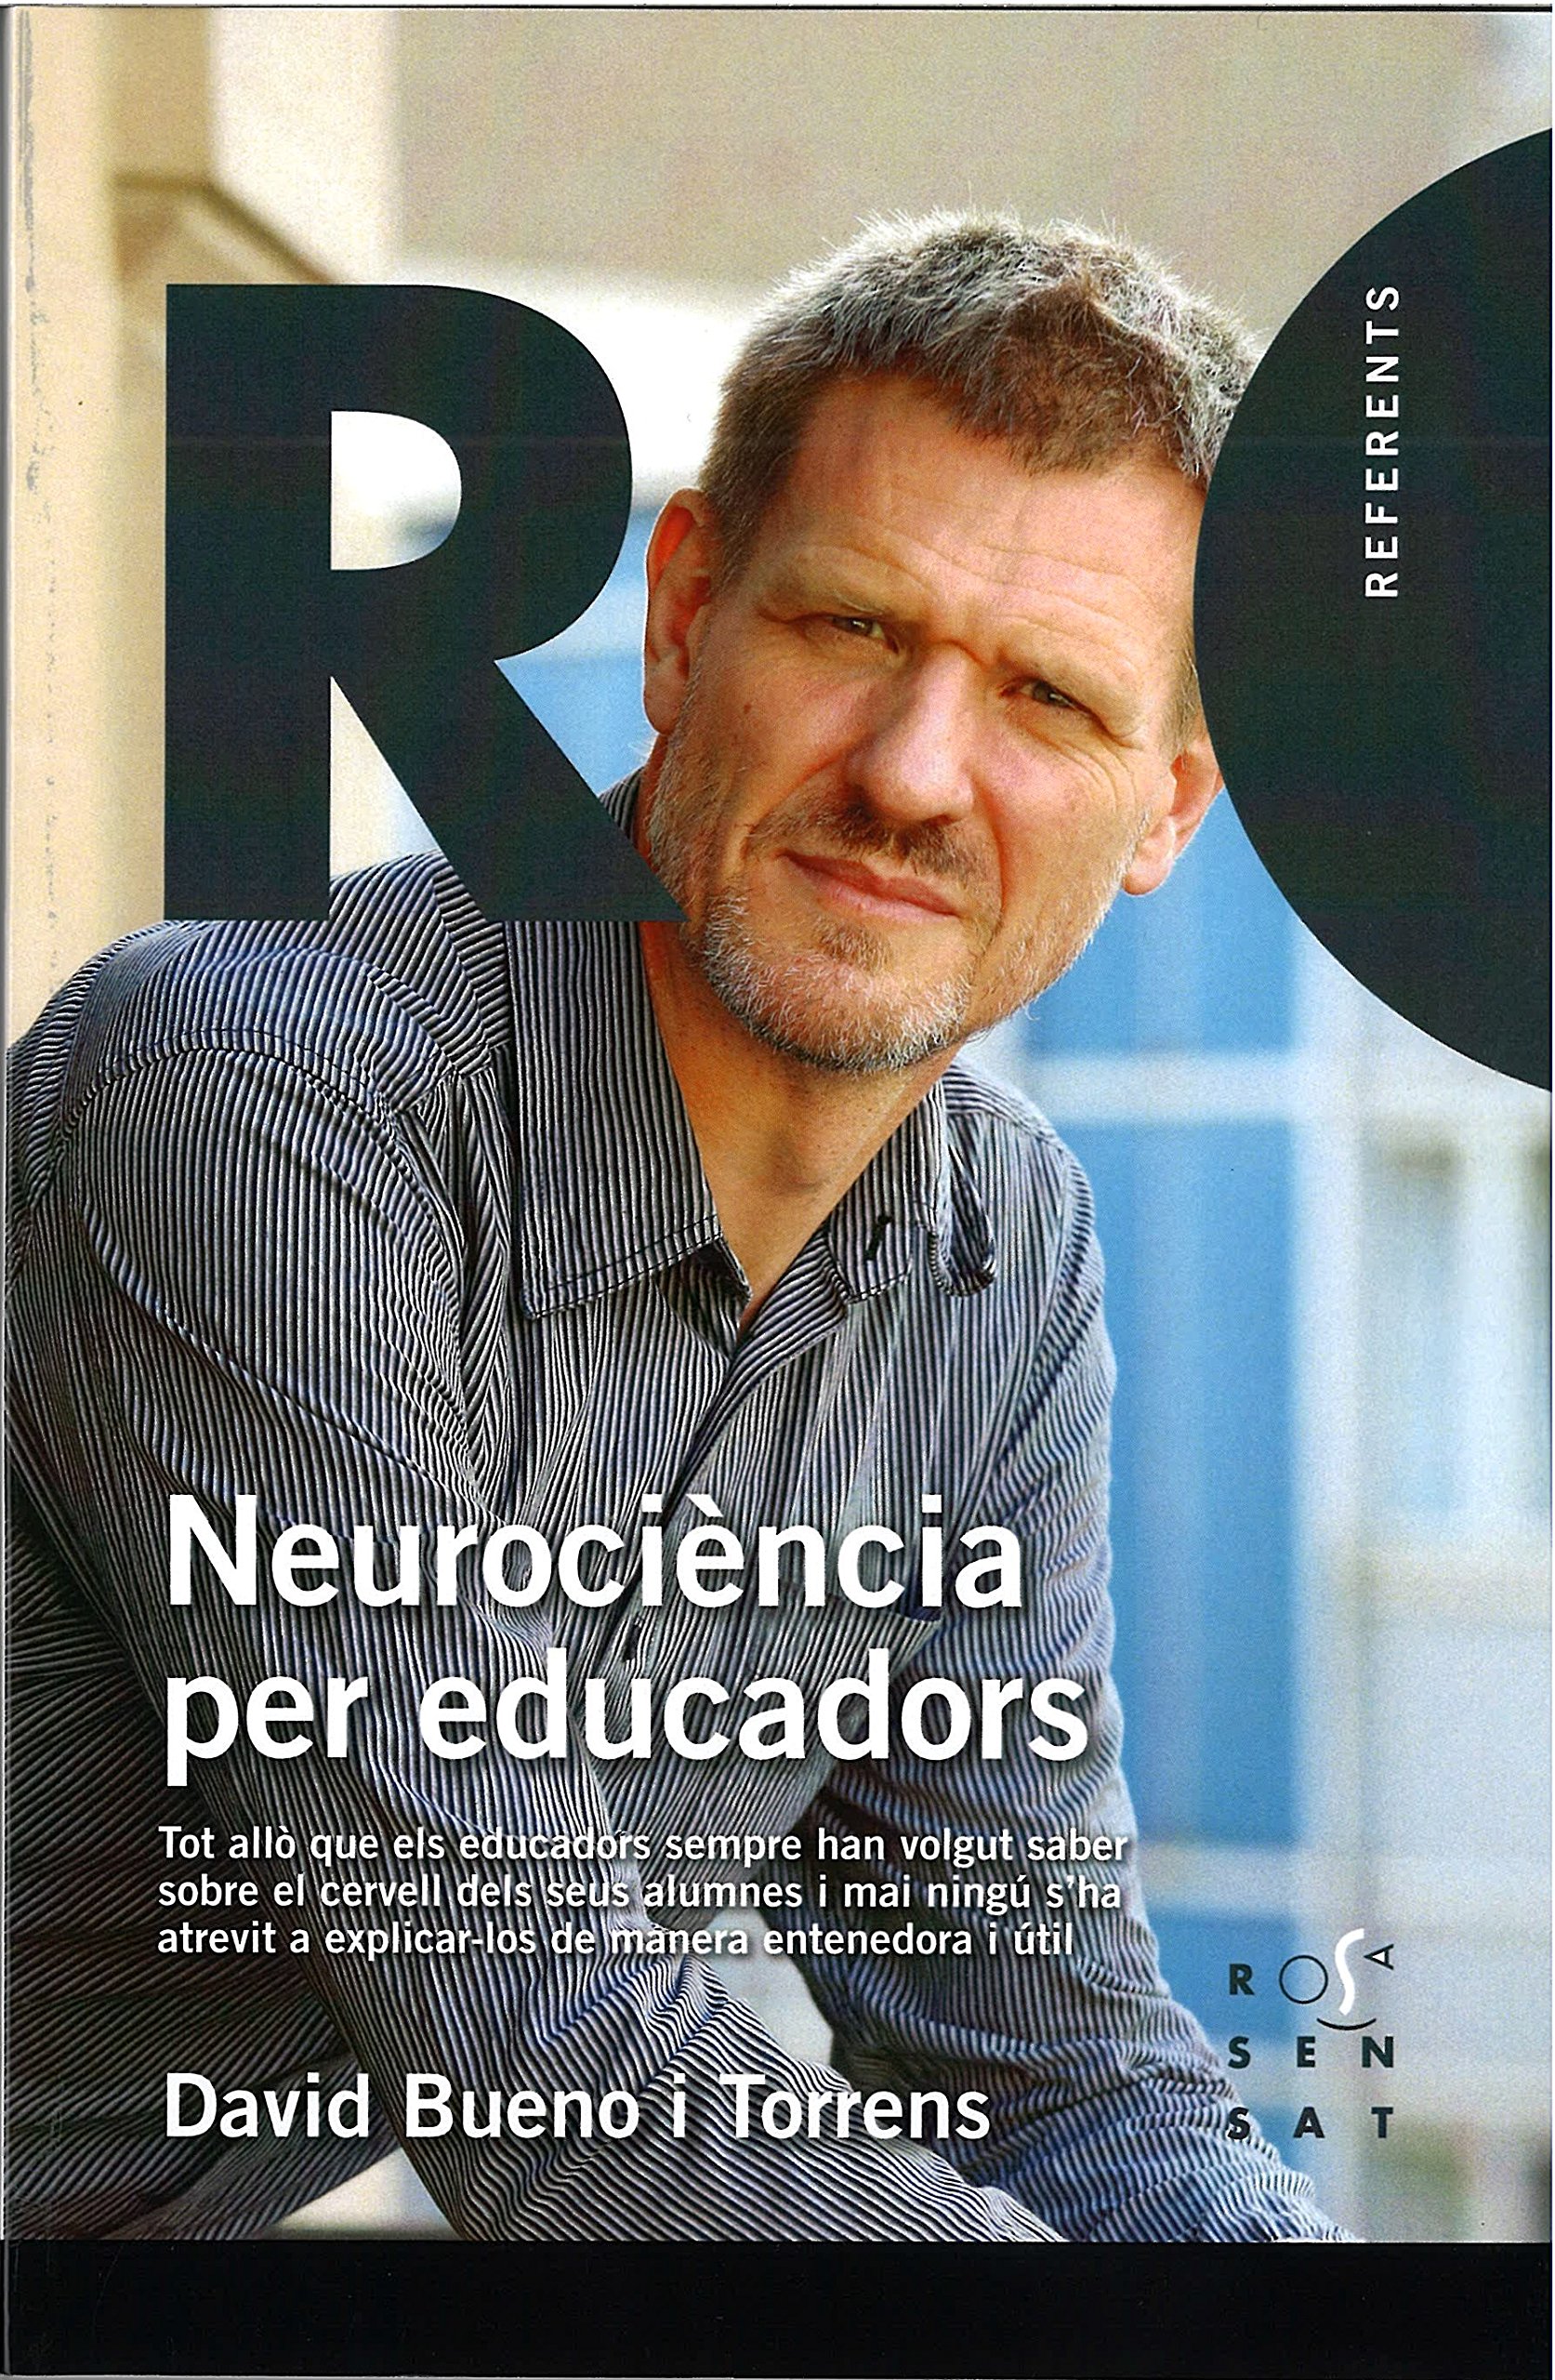 R
REFERENTS
Neurociència
per educadors
Tot allò que els educadors sempre han volgut saber
sobre el cervell dels seus alumnes i mai ningú s’ha
atrevit a explicar-los de manera entenedora i útil
David Bueno i Torrens
ROSA
SEN
SAT